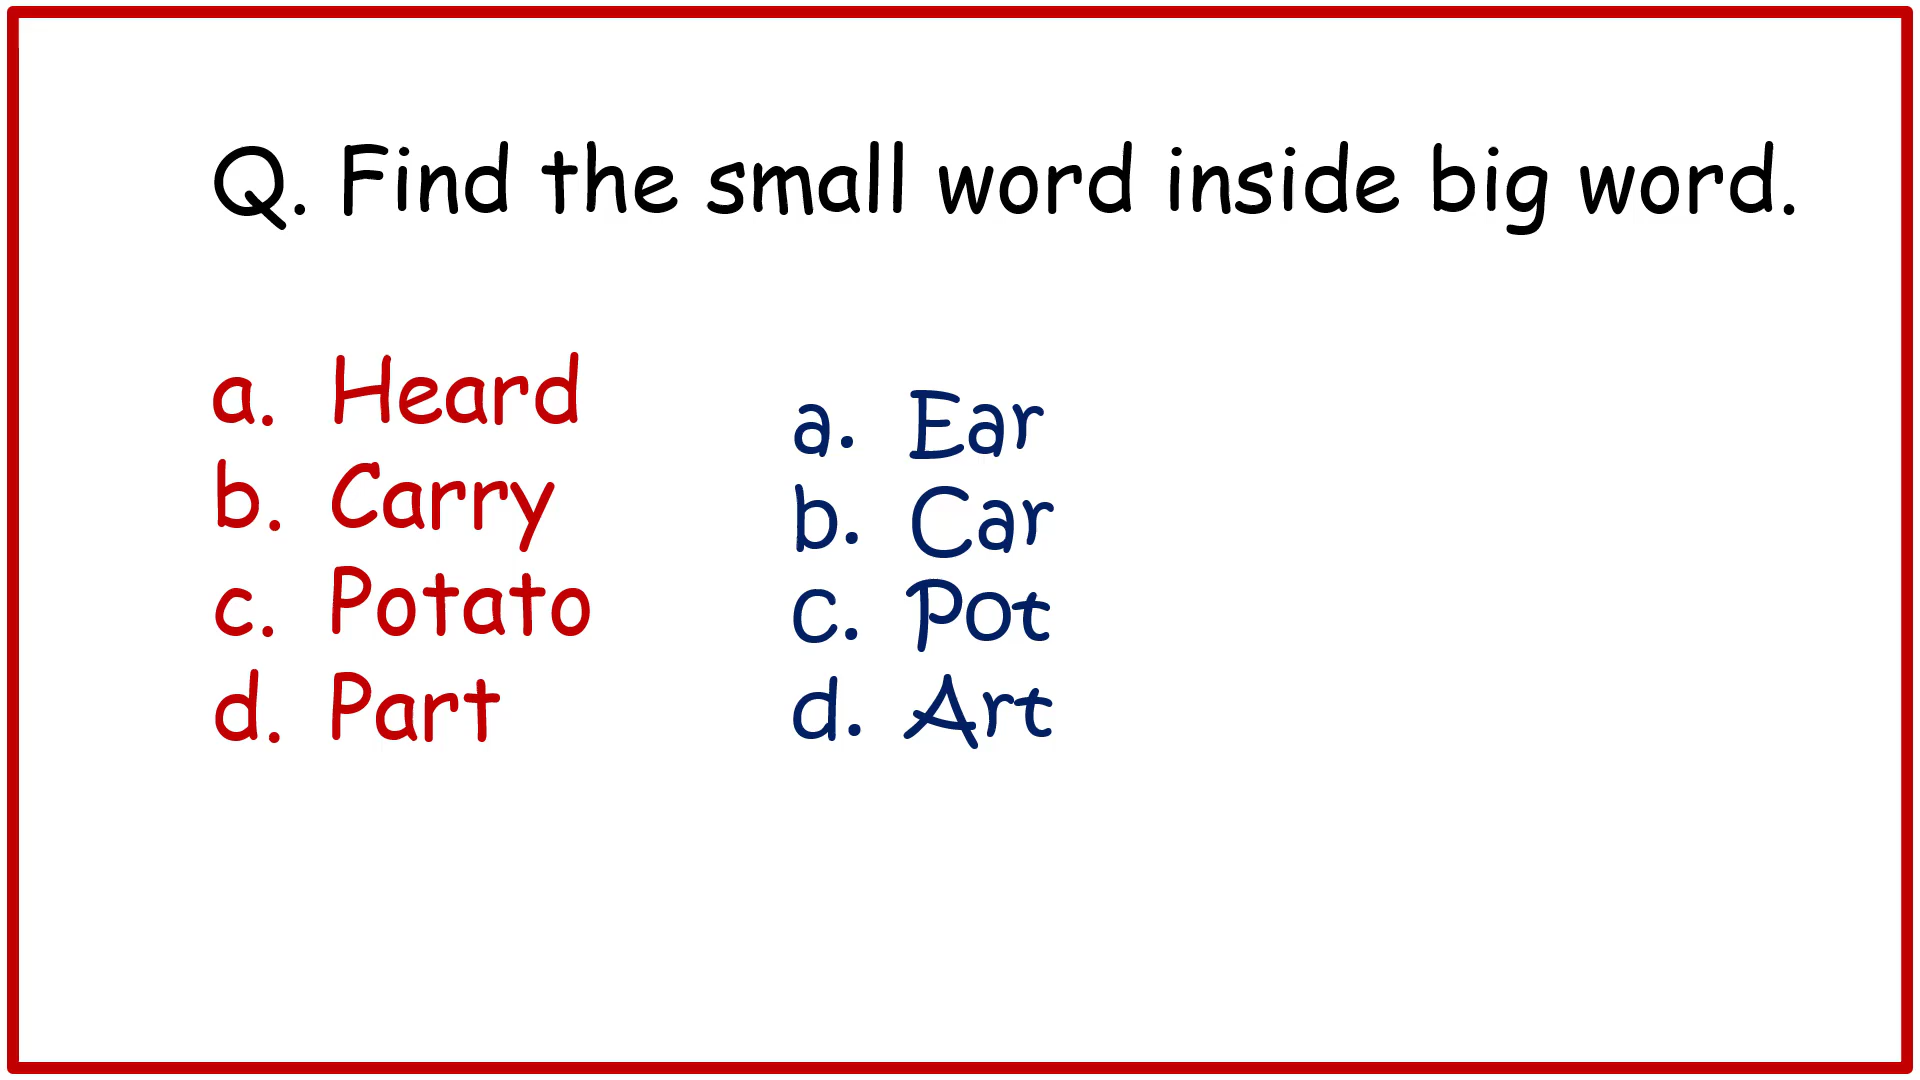 Q. Find the small word inside big word.
a. Heard
b. Carry
c. Potato
d. Part
a. Ear
b. Car
c. Pot
d. Art